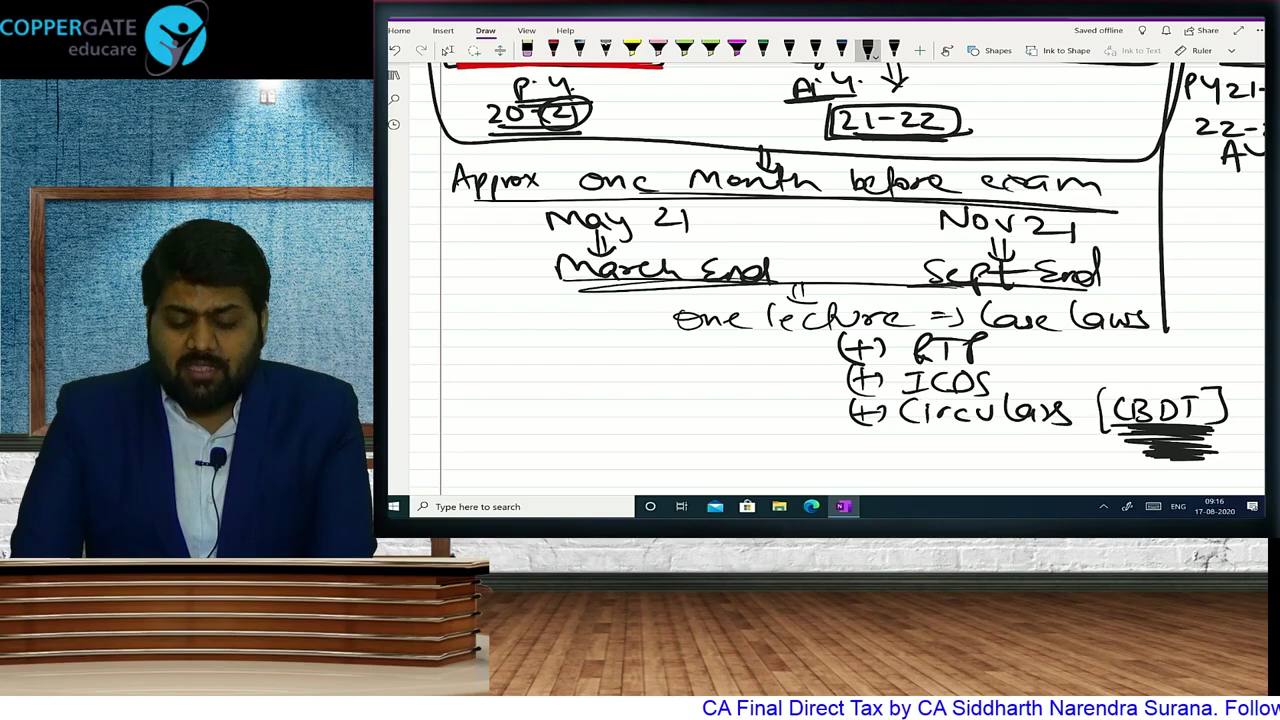 COPPERGATE
educare
Home Insert Draw View Help
Saved offline Share
Shapes Ink to Shape Ink to Text Ruler
P.Y. A.Y. PY21-
20-21 21-22 22-
Approx one Month before exam
May 21 Nov 21
March End Sept End
one lecture => Case laws
(+) RTP
(+) ICDS
(+) Circulars [CBDT]
Type here to search
ENG
09:16
17-08-2020
CA Final Direct Tax by CA Siddharth Narendra Surana. Follow